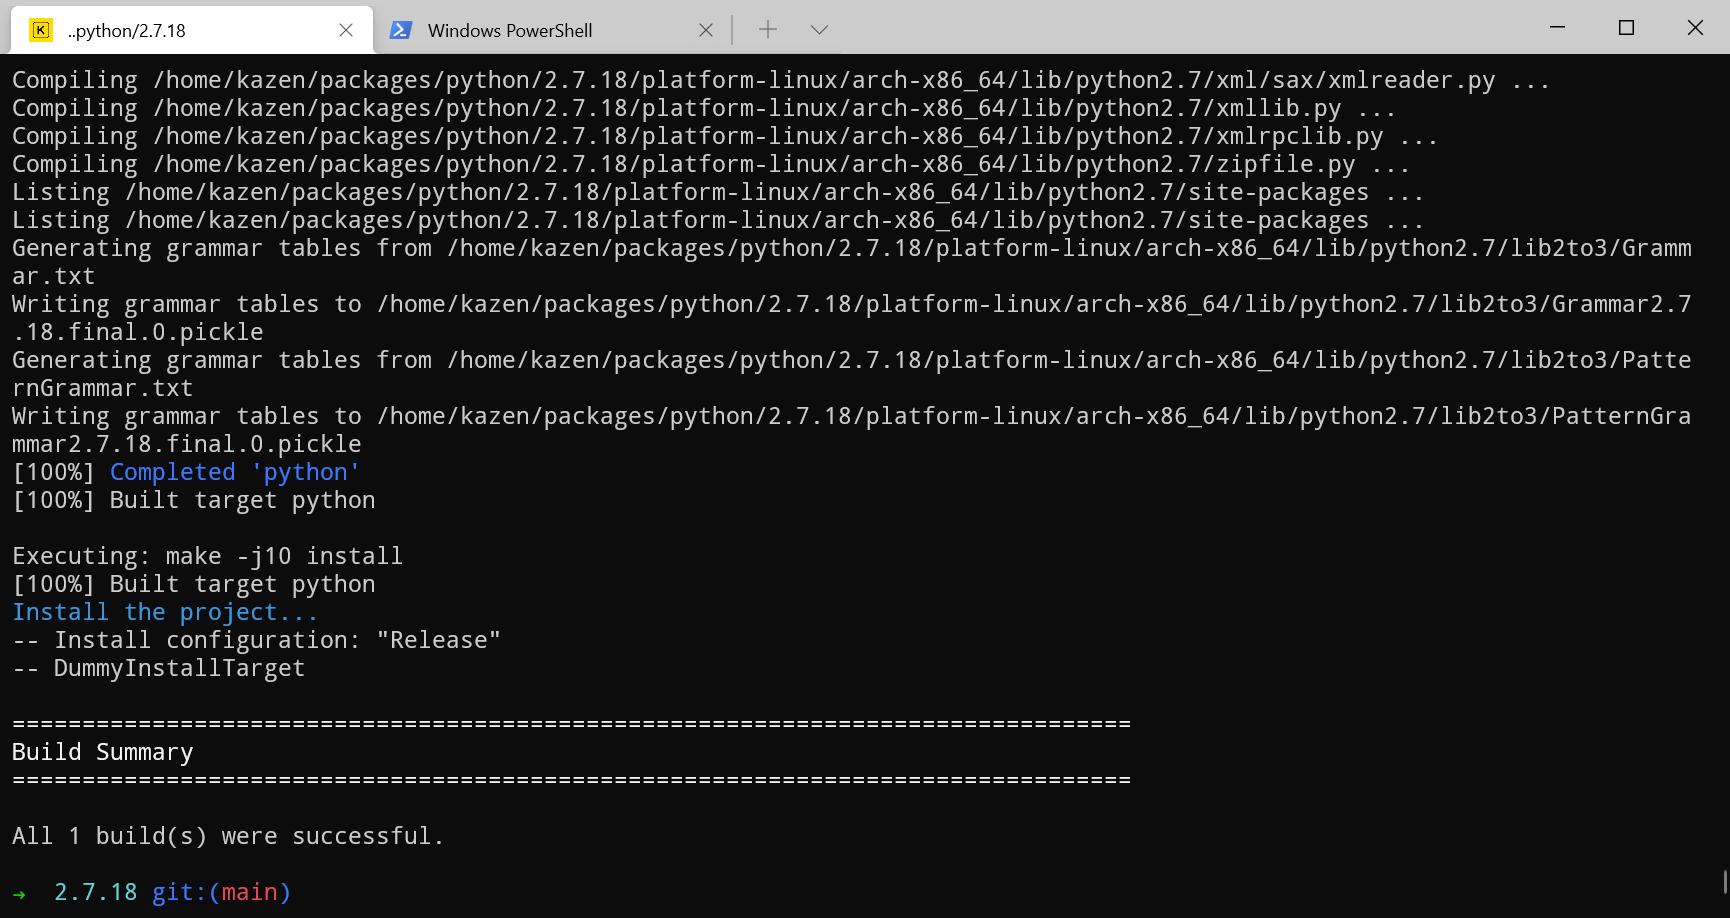 K ..python/2.7.18 Windows PowerShell
Compiling /home/kazen/packages/python/2.7.18/platform-linux/arch-x86_64/lib/python2.7/xml/sax/xmlreader.py ...
Compiling /home/kazen/packages/python/2.7.18/platform-linux/arch-x86_64/lib/python2.7/xmllib.py ...
Compiling /home/kazen/packages/python/2.7.18/platform-linux/arch-x86_64/lib/python2.7/xmlrpclib.py ...
Compiling /home/kazen/packages/python/2.7.18/platform-linux/arch-x86_64/lib/python2.7/zipfile.py ...
Listing /home/kazen/packages/python/2.7.18/platform-linux/arch-x86_64/lib/python2.7/site-packages ...
Listing /home/kazen/packages/python/2.7.18/platform-linux/arch-x86_64/lib/python2.7/site-packages ...
Generating grammar tables from /home/kazen/packages/python/2.7.18/platform-linux/arch-x86_64/lib/python2.7/lib2to3/Gramm
ar.txt
Writing grammar tables to /home/kazen/packages/python/2.7.18/platform-linux/arch-x86_64/lib/python2.7/lib2to3/Grammar2.7
.18.final.0.pickle
Generating grammar tables from /home/kazen/packages/python/2.7.18/platform-linux/arch-x86_64/lib/python2.7/lib2to3/Patte
rnGrammar.txt
Writing grammar tables to /home/kazen/packages/python/2.7.18/platform-linux/arch-x86_64/lib/python2.7/lib2to3/PatternGra
mmar2.7.18.final.0.pickle
[100%] Completed 'python'
[100%] Built target python
Executing: make -j10 install
[100%] Built target python
Install the project...
-- Install configuration: "Release"
-- DummyInstallTarget
================================================================================
Build Summary
================================================================================
All 1 build(s) were successful.
→ 2.7.18 git:(main)